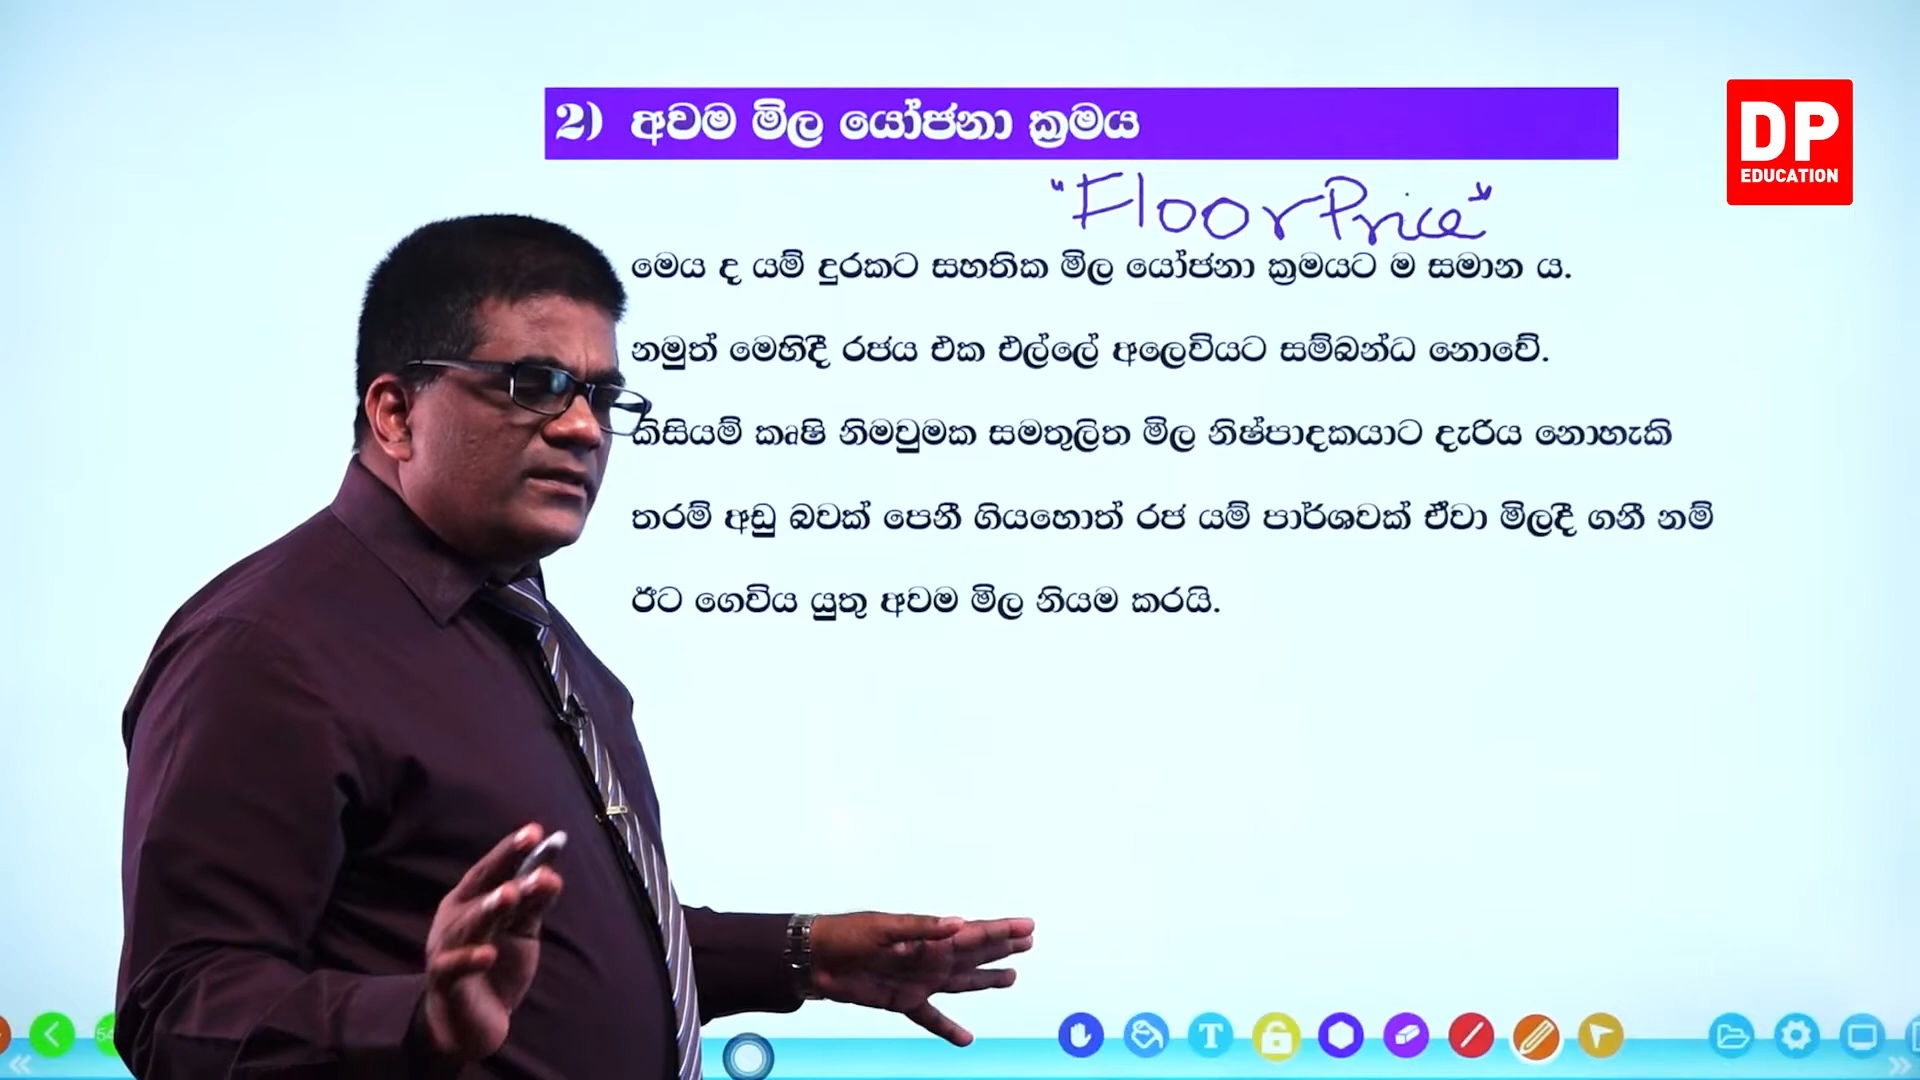 2) අවම මිල යෝජනා ක්‍රමය
"Floor Price"
මෙය ද යම් දුරකට සහතික මිල යෝජනා ක්‍රමයට ම සමාන ය.
නමුත් මෙහිදී රජය එක එල්ලේ අලෙවියට සම්බන්ධ නොවේ.
කිසියම් කෘෂි නිමවුමක සමතුලිත මිල නිෂ්පාදකයාට දැරිය නොහැකි
තරම් අඩු බවක් පෙනී ගියහොත් රජ යම් පාර්ශවක් ඒවා මිලදී ගනී නම්
ඊට ගෙවිය යුතු අවම මිල නියම කරයි.
DP
EDUCATION
T